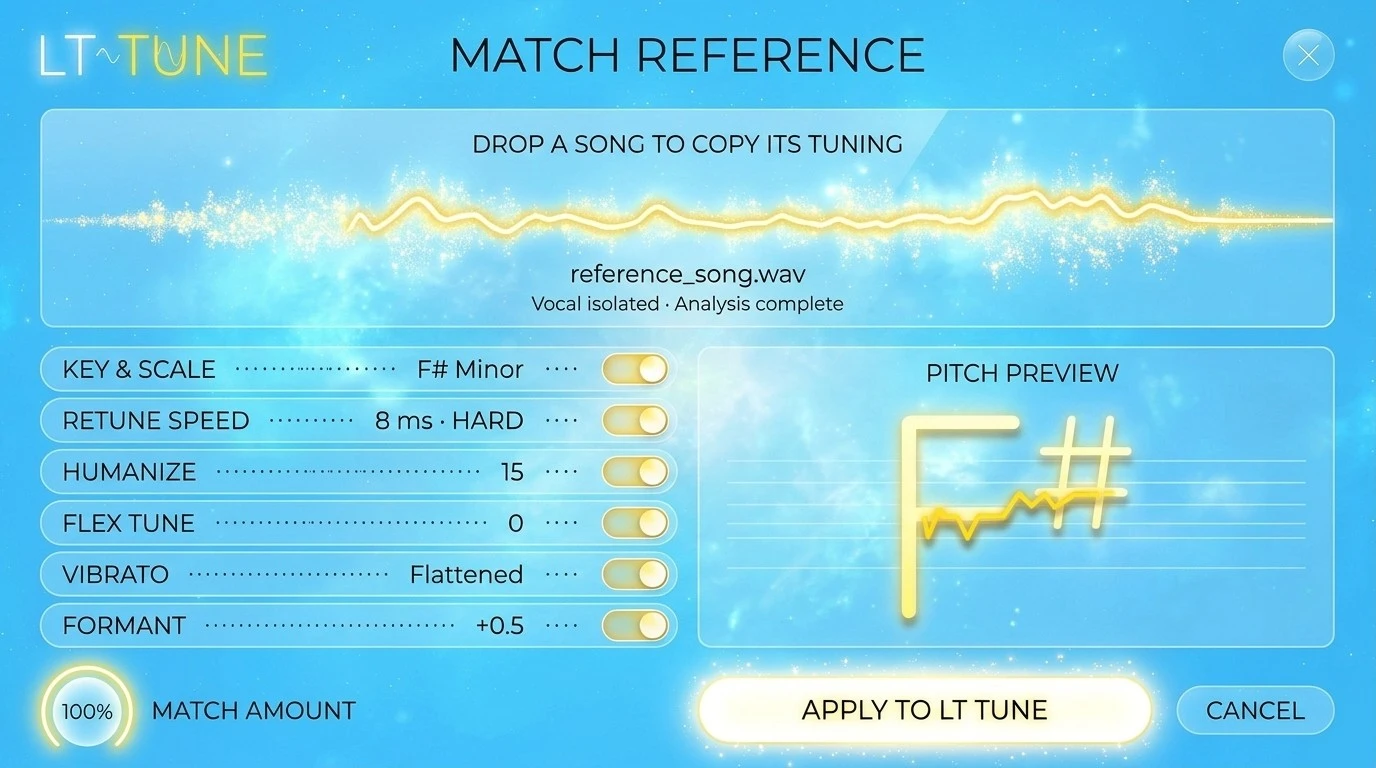 LT~TUNE
MATCH REFERENCE
DROP A SONG TO COPY ITS TUNING
reference_song.wav
Vocal isolated · Analysis complete
KEY & SCALE F# Minor
RETUNE SPEED 8 ms · HARD
HUMANIZE 15
FLEX TUNE 0
VIBRATO Flattened
FORMANT +0.5
PITCH PREVIEW
F#
100% MATCH AMOUNT
APPLY TO LT TUNE
CANCEL